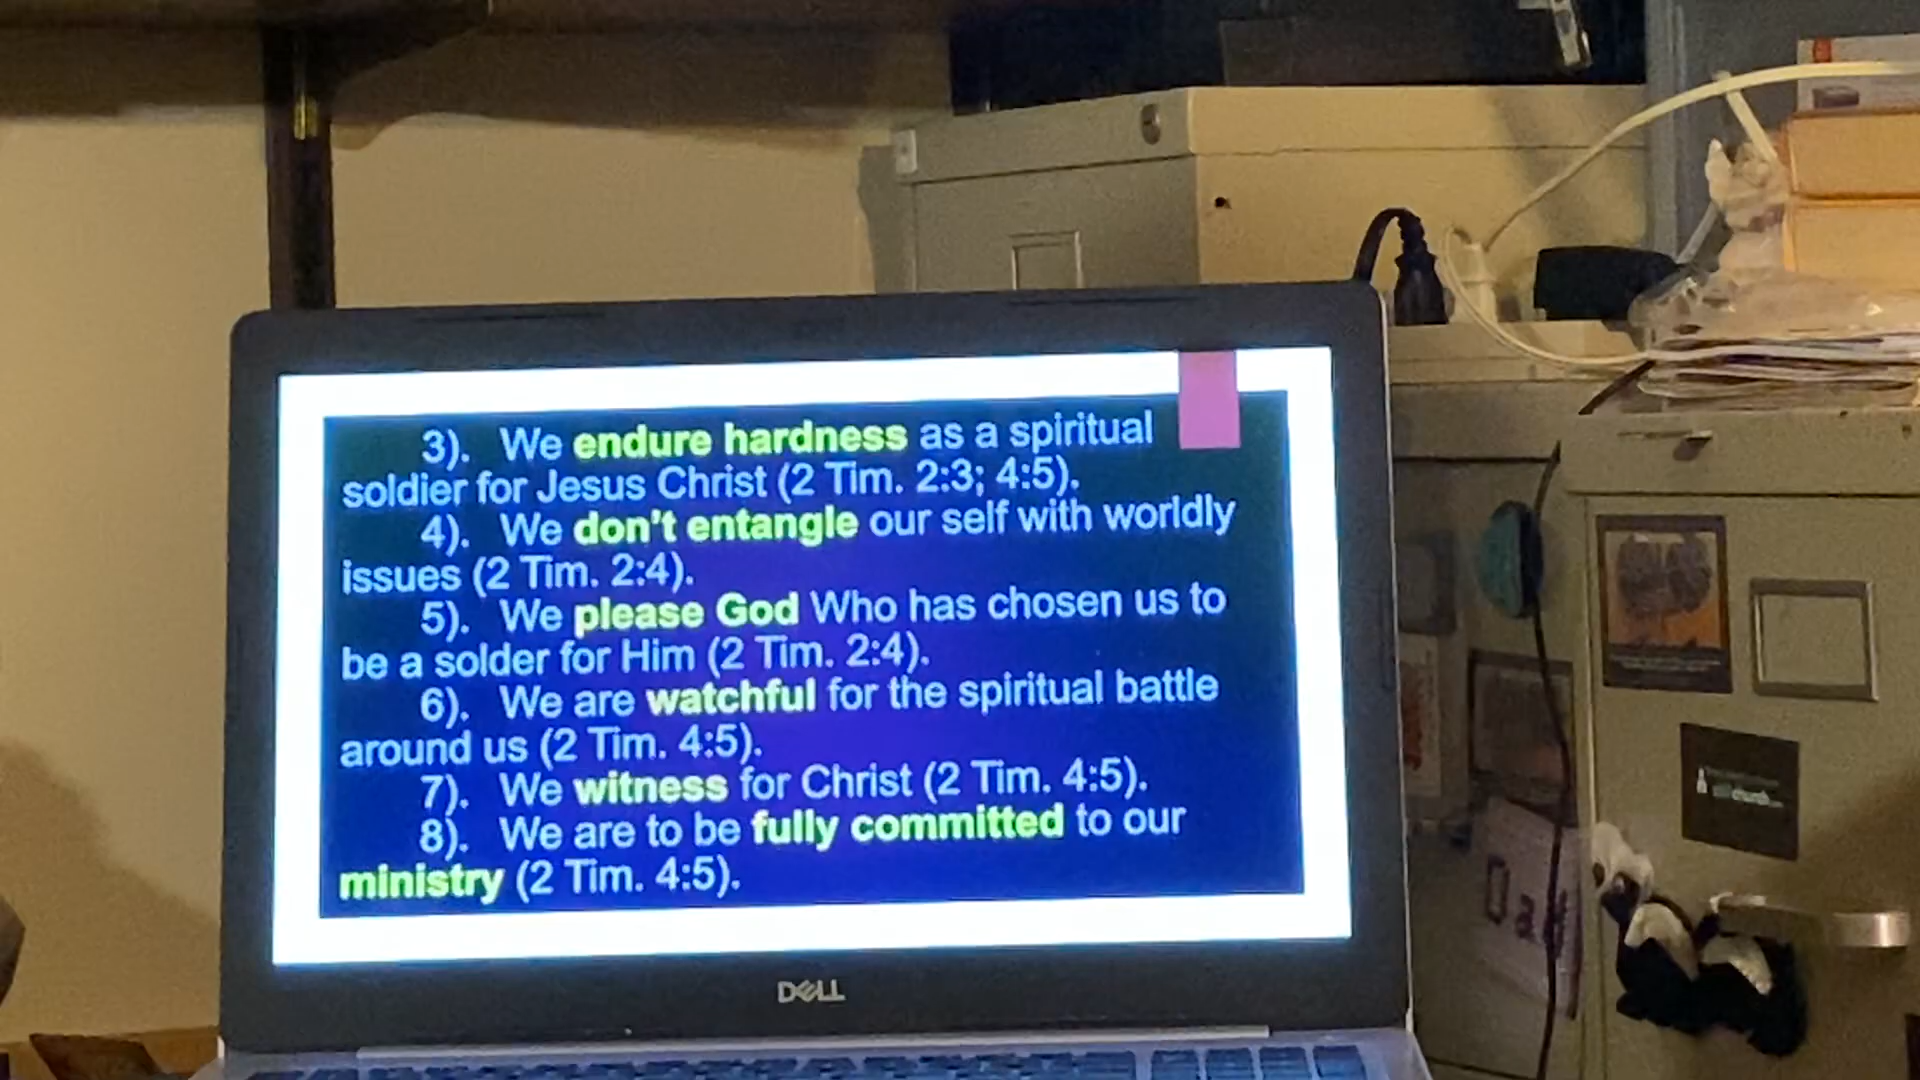 3). We endure hardness as a spiritual
soldier for Jesus Christ (2 Tim. 2:3; 4:5).
4). We don't entangle our self with worldly
issues (2 Tim. 2:4).
5). We please God Who has chosen us to
be a solder for Him (2 Tim. 2:4).
6). We are watchful for the spiritual battle
around us (2 Tim. 4:5).
7). We witness for Christ (2 Tim. 4:5).
8). We are to be fully committed to our
ministry (2 Tim. 4:5).
DELL
Day